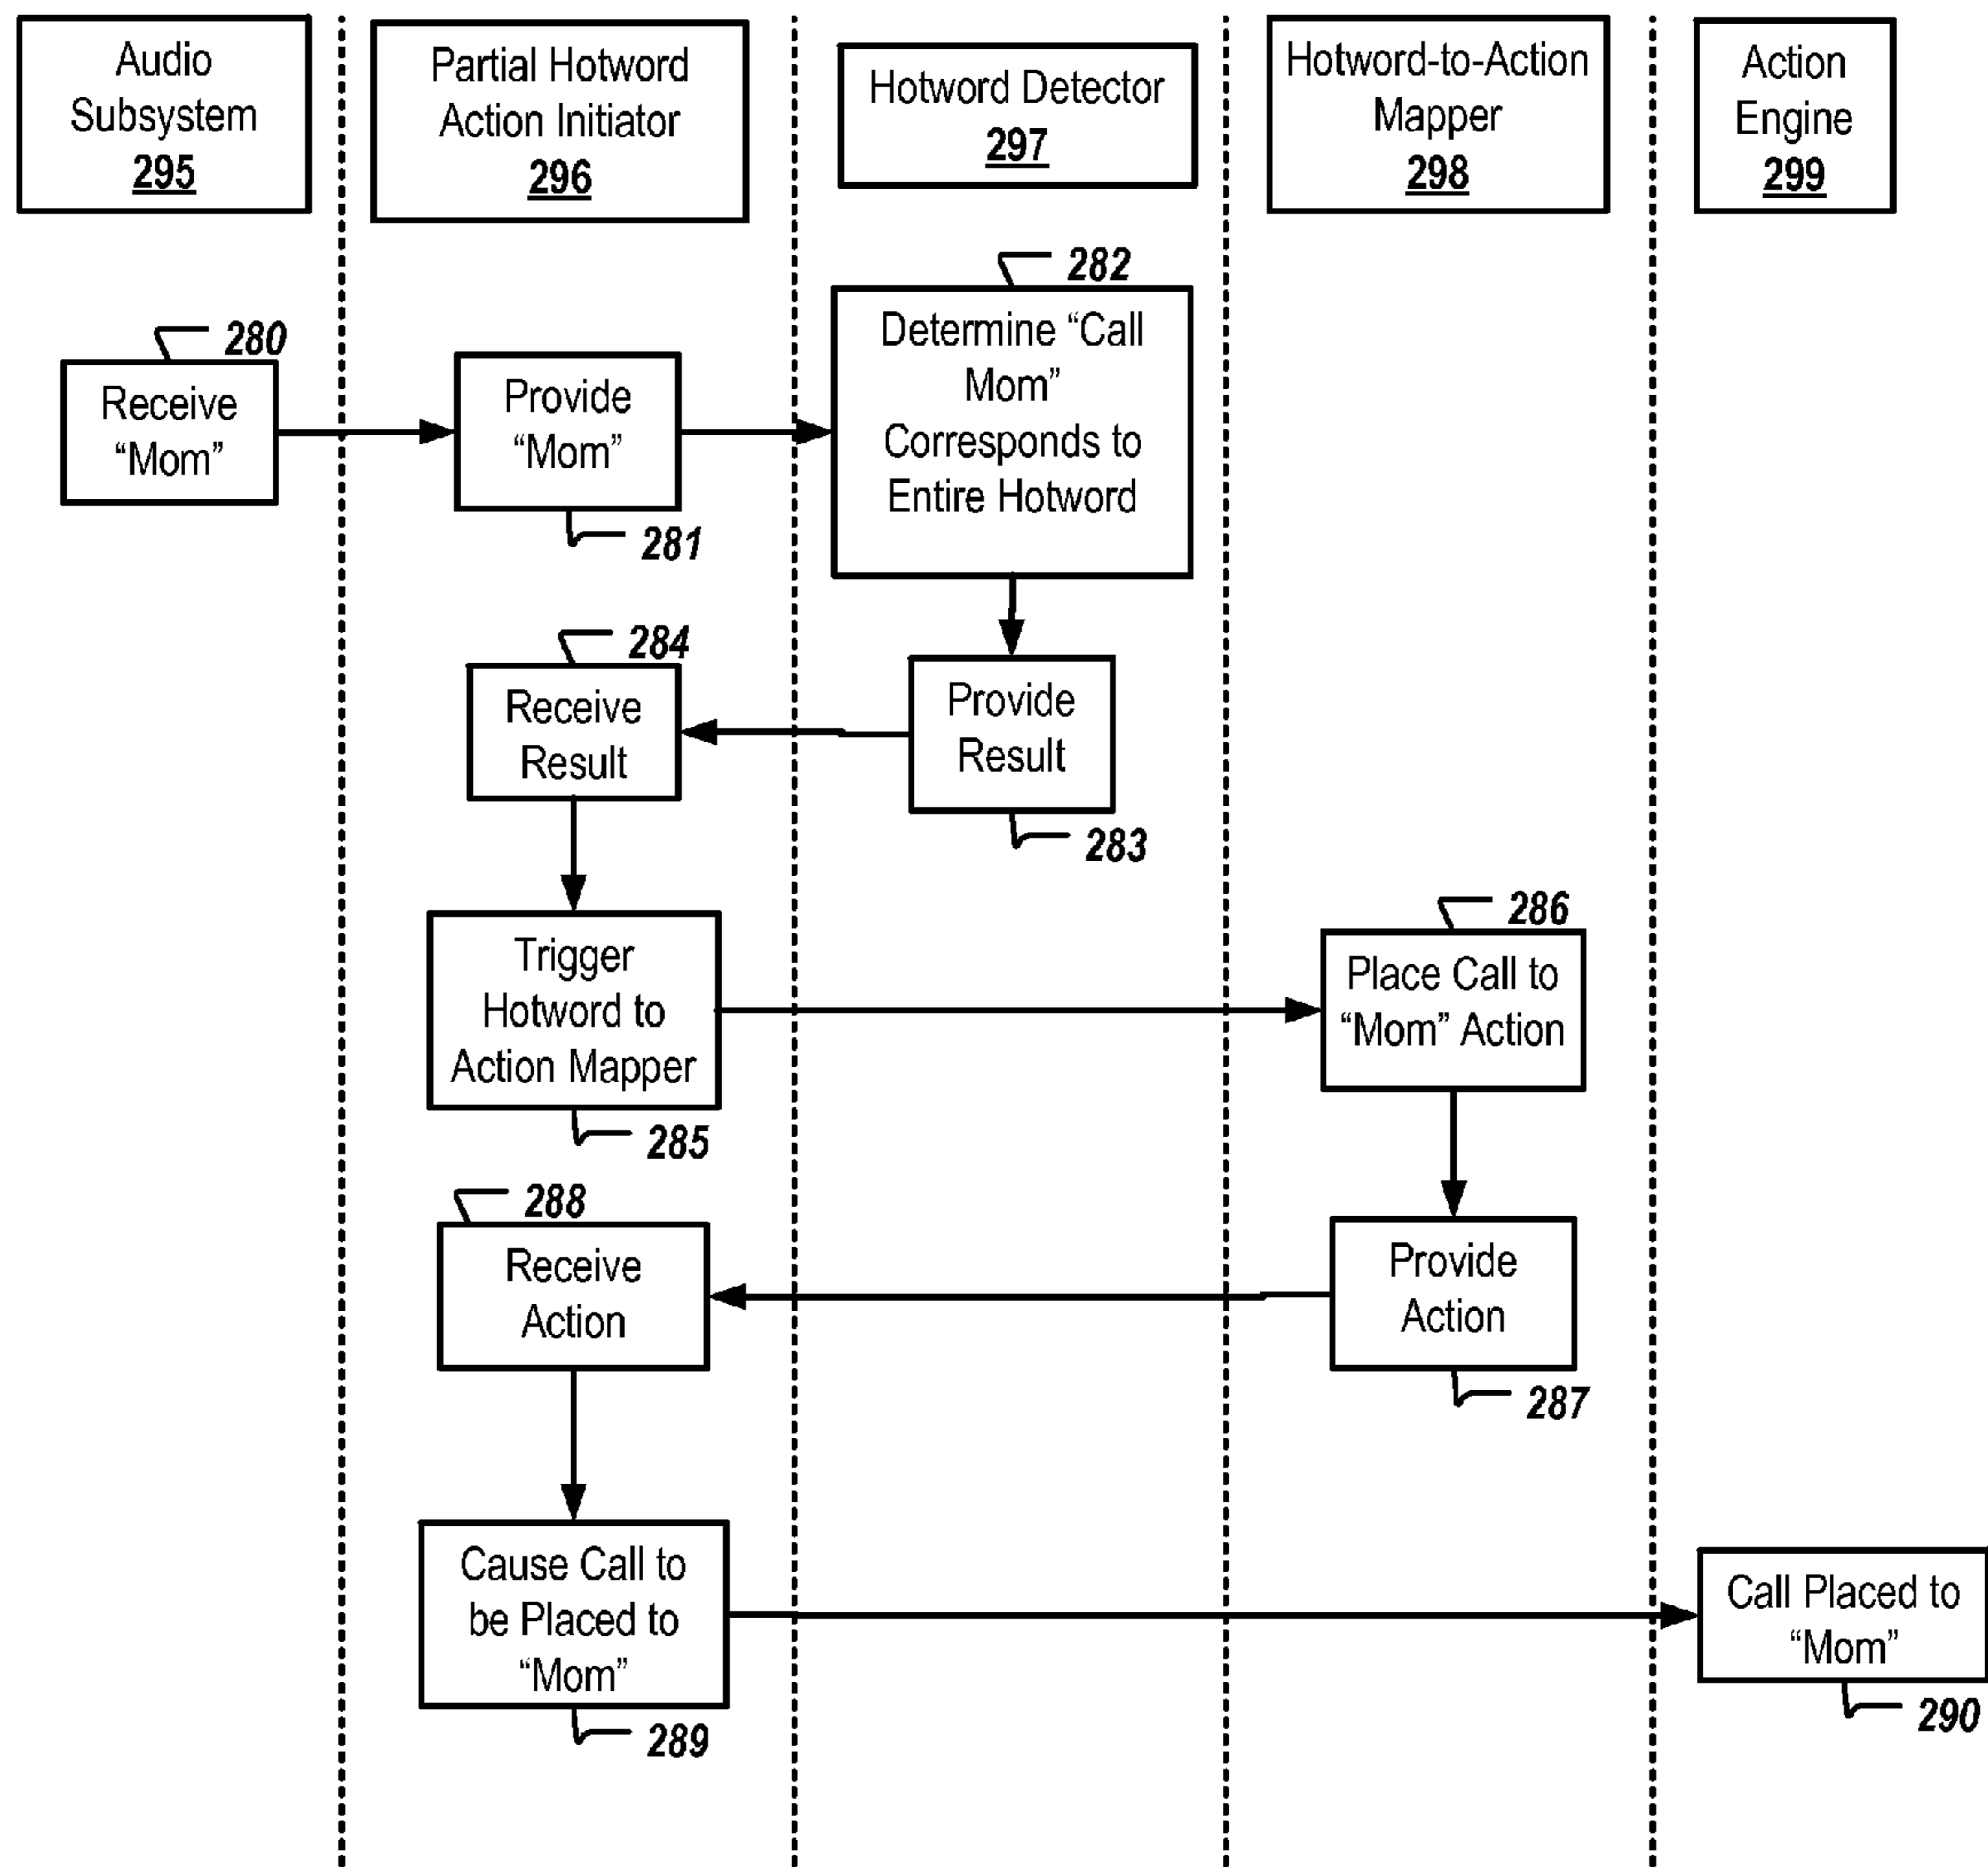 Audio
Subsystem
295
Partial Hotword
Action Initiator
296
Hotword Detector
297
Hotword-to-Action
Mapper
298
Action
Engine
299
280
Receive
“Mom”
Provide
“Mom”
281
282
Determine “Call
Mom”
Corresponds to
Entire Hotword
284
Receive
Result
Provide
Result
283
Trigger
Hotword to
Action Mapper
285
286
Place Call to
“Mom” Action
288
Receive
Action
Provide
Action
287
Cause Call to
be Placed to
“Mom”
289
Call Placed to
“Mom”
290